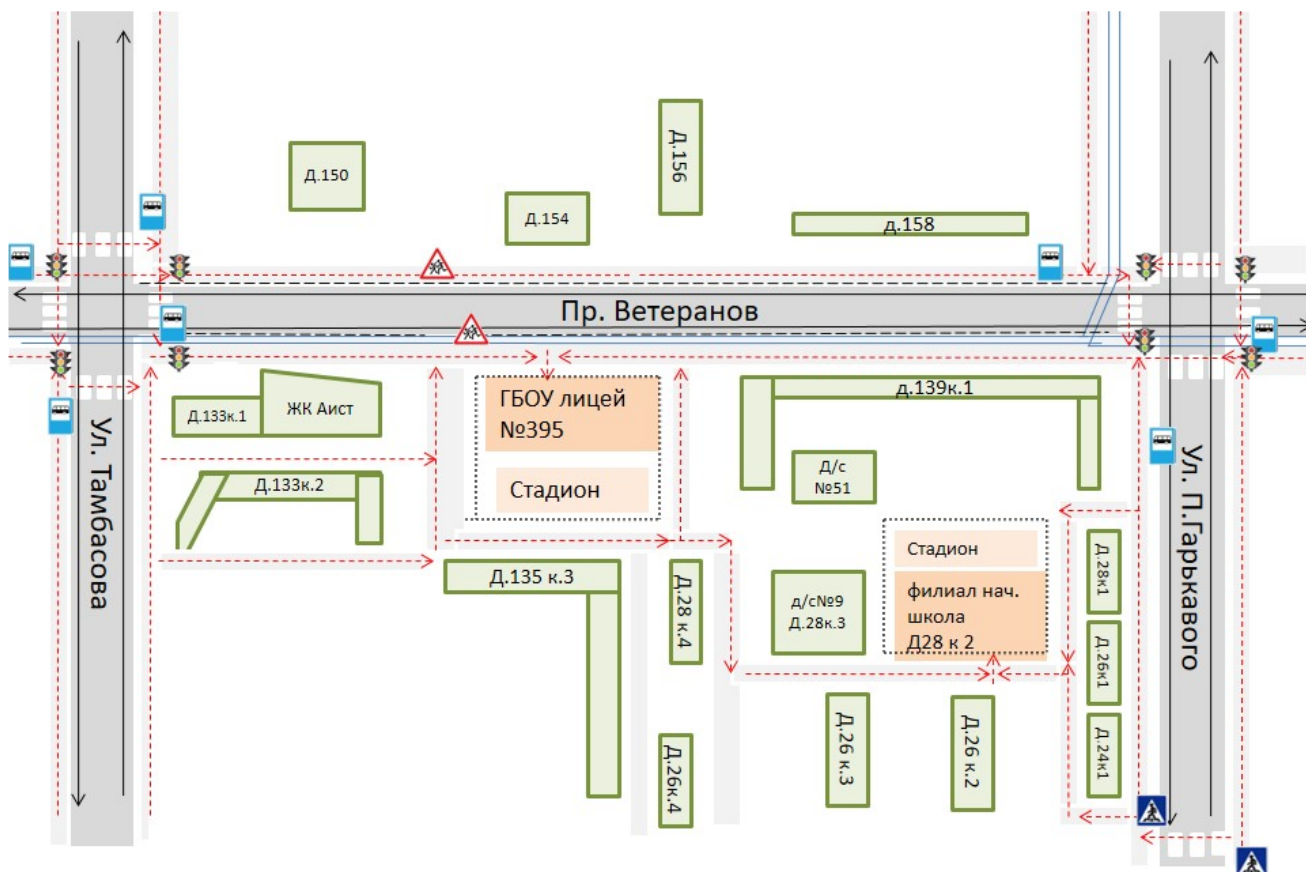 Д.150
Д.154
Д.156
д.158
Пр. Ветеранов
Ул. Тамбасова
Д.133к.1
ЖК Аист
Д.133к.2
ГБОУ лицей
№395
Стадион
д.139к.1
Д/с
№51
Ул. П.Гарькавого
Д.135 к.3
Д.28 к.4
д/с№9
Д.28к.3
Стадион
филиал нач.
школа
Д28 к 2
Д.28к1
Д.26к1
Д.24к1
Д.26к.4
Д.26 к.3
Д.26 к.2